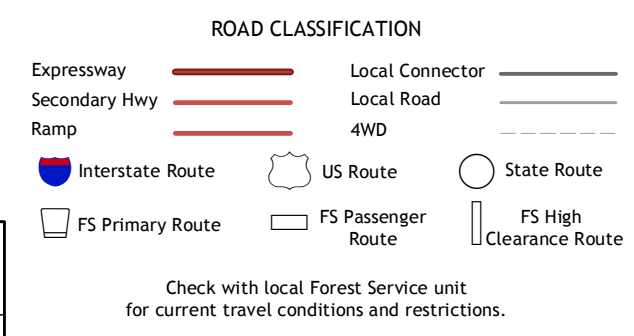 ROAD CLASSIFICATION
Expressway
Local Connector
Secondary Hwy
Local Road
Ramp
4WD
Interstate Route
US Route
State Route
FS Primary Route
FS Passenger
Route
FS High
Clearance Route
Check with local Forest Service unit
for current travel conditions and restrictions.